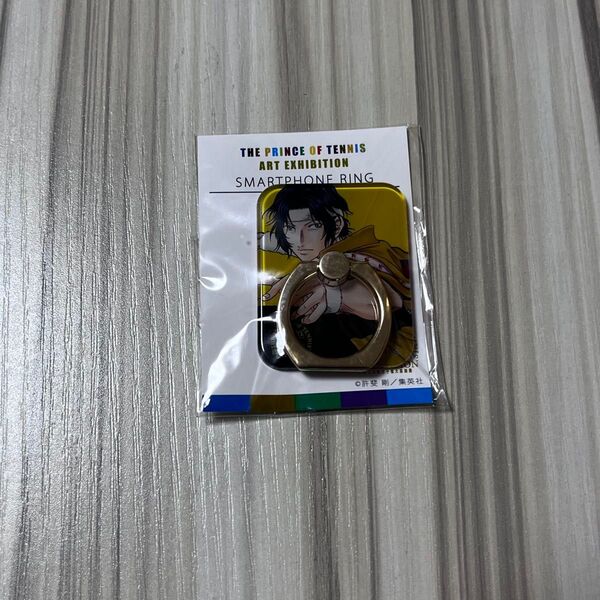 THE PRINCE OF TENNIS
ART EXHIBITION
SMARTPHONE RING
©許斐 剛／集英社